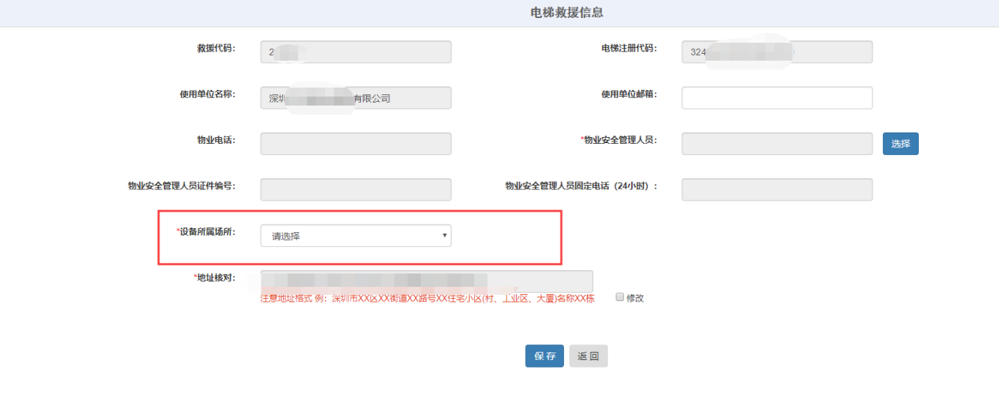 电梯救援信息
救援代码： 2
电梯注册代码： 324
使用单位名称： 深圳 有限公司
使用单位邮箱：
物业电话：
*物业安全管理人员： 选择
物业安全管理人员证件编号：
物业安全管理人员固定电话（24小时）：
*设备所属场所： 请选择
*地址核对：
注意地址格式 例：深圳市XX区XX街道XX路号XX住宅小区(村、工业区、大厦)名称XX栋 修改
保存 返回